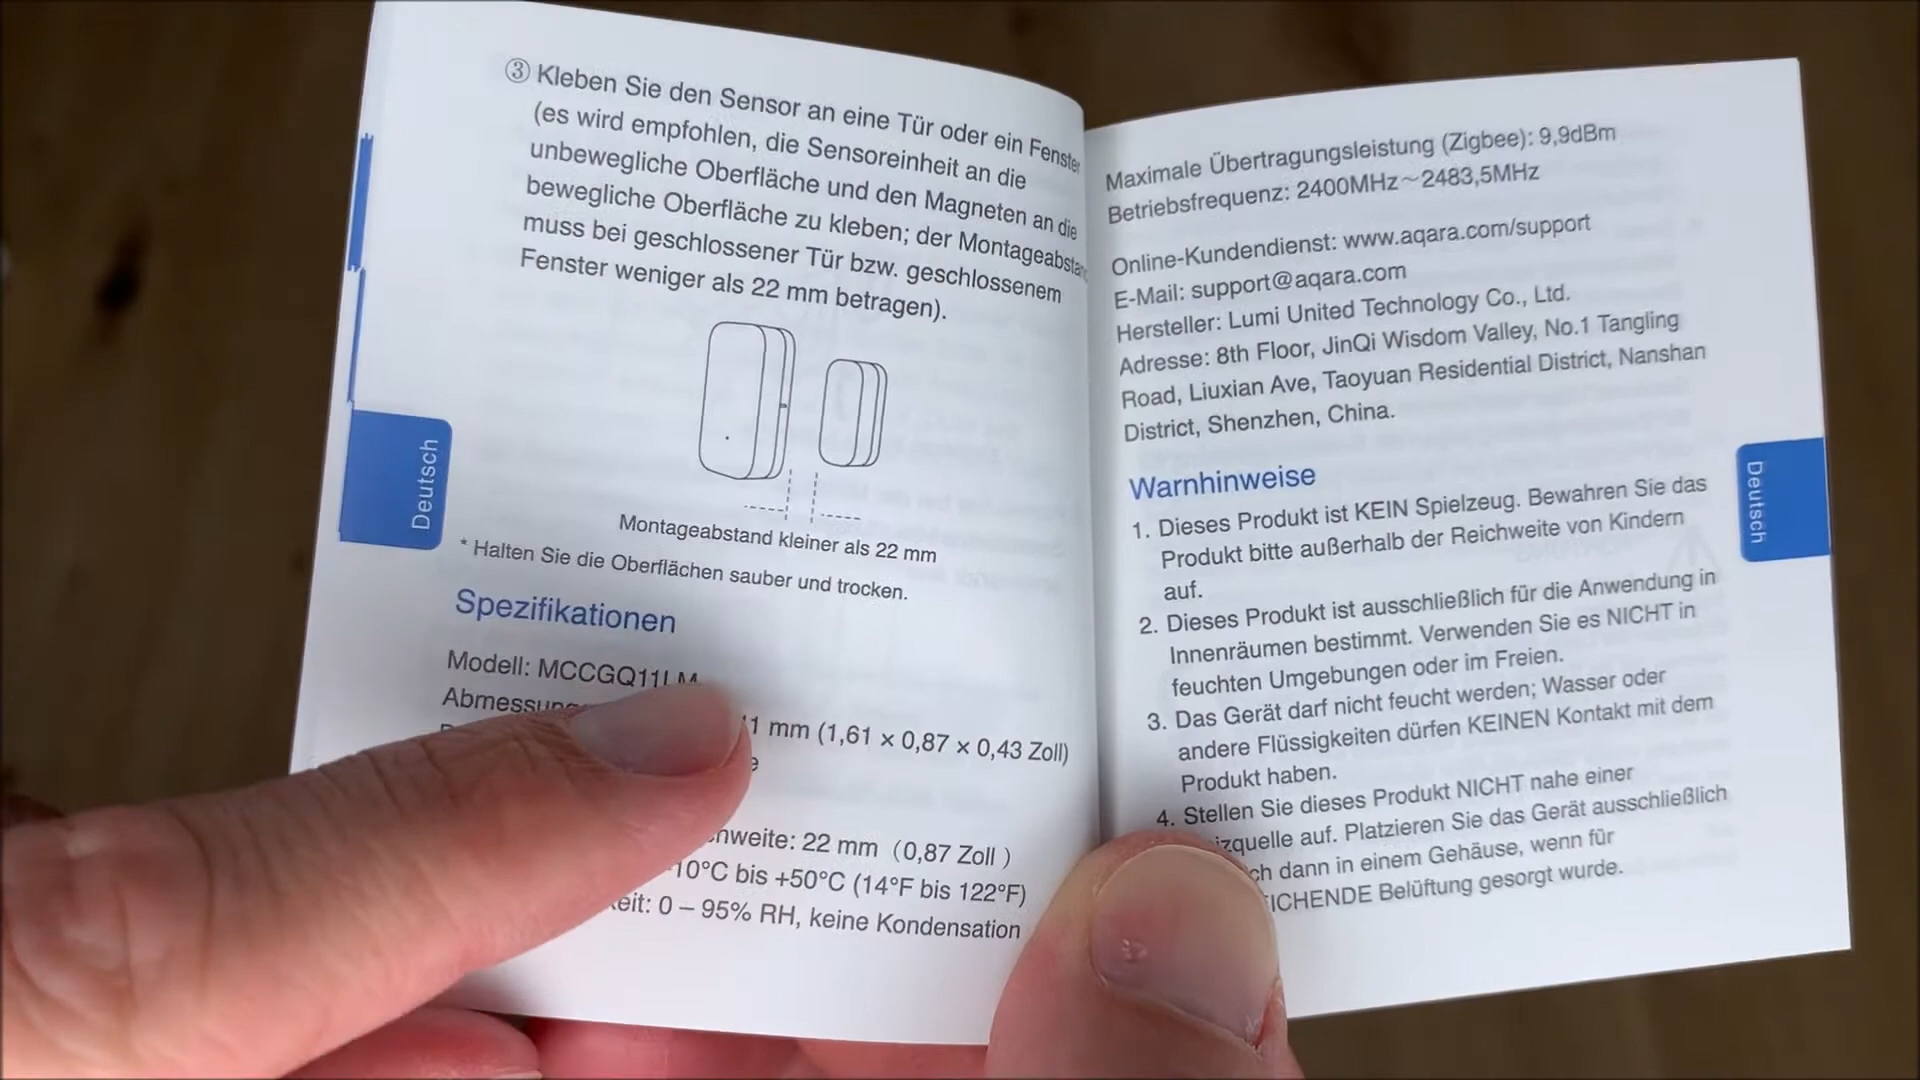 ③ Kleben Sie den Sensor an eine Tür oder ein Fenster
(es wird empfohlen, die Sensoreinheit an die
unbewegliche Oberfläche und den Magneten an die
bewegliche Oberfläche zu kleben; der Montageabstand
muss bei geschlossener Tür bzw. geschlossenem
Fenster weniger als 22 mm betragen).
Montageabstand kleiner als 22 mm
* Halten Sie die Oberflächen sauber und trocken.
Deutsch
Spezifikationen
Modell: MCCGQ11LM
mm (1,61 × 0,87 × 0,43 Zoll)
22 mm (0,87 Zoll )
10°C bis +50°C (14°F bis 122°F)
0 – 95% RH, keine Kondensation
Maximale Übertragungsleistung (Zigbee): 9,9dBm
Betriebsfrequenz: 2400MHz～2483,5MHz
Online-Kundendienst: www.aqara.com/support
E-Mail: support@aqara.com
Hersteller: Lumi United Technology Co., Ltd.
Adresse: 8th Floor, JinQi Wisdom Valley, No.1 Tangling
Road, Liuxian Ave, Taoyuan Residential District, Nanshan
District, Shenzhen, China.
Warnhinweise
1. Dieses Produkt ist KEIN Spielzeug. Bewahren Sie das
Produkt bitte außerhalb der Reichweite von Kindern
auf.
2. Dieses Produkt ist ausschließlich für die Anwendung in
Innenräumen bestimmt. Verwenden Sie es NICHT in
feuchten Umgebungen oder im Freien.
3. Das Gerät darf nicht feucht werden; Wasser oder
andere Flüssigkeiten dürfen KEINEN Kontakt mit dem
Produkt haben.
4. Stellen Sie dieses Produkt NICHT nahe einer
auf. Platzieren Sie das Gerät ausschließlich
dann in einem Gehäuse, wenn für
Belüftung gesorgt wurde.
Deutsch